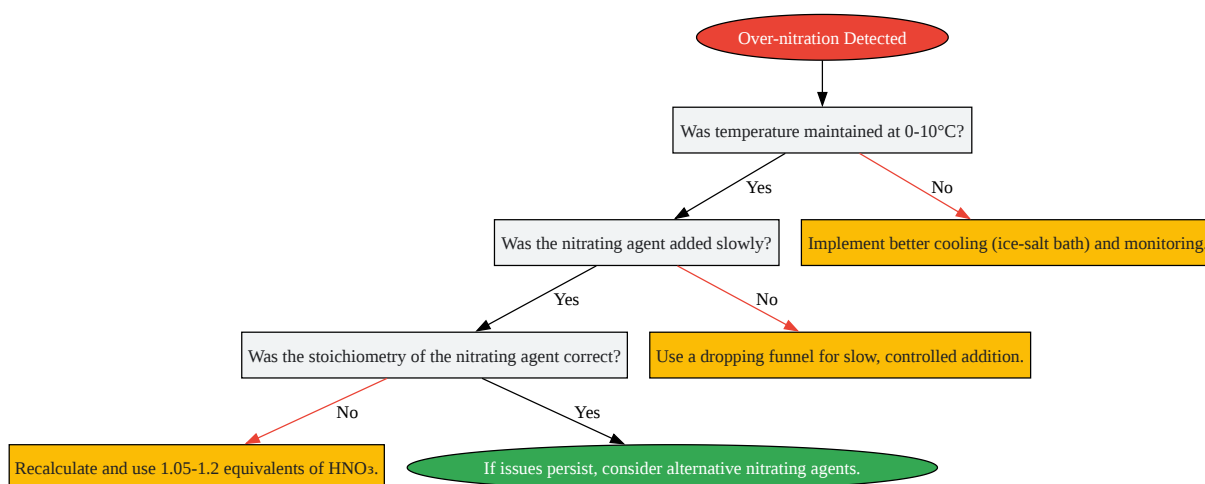 Over-nitration Detected
Was temperature maintained at 0-10°C?
Yes
No
Was the nitrating agent added slowly?
Implement better cooling (ice-salt bath) and monitoring.
Yes
No
Was the stoichiometry of the nitrating agent correct?
Use a dropping funnel for slow, controlled addition.
No
Yes
Recalculate and use 1.05-1.2 equivalents of HNO₃.
If issues persist, consider alternative nitrating agents.